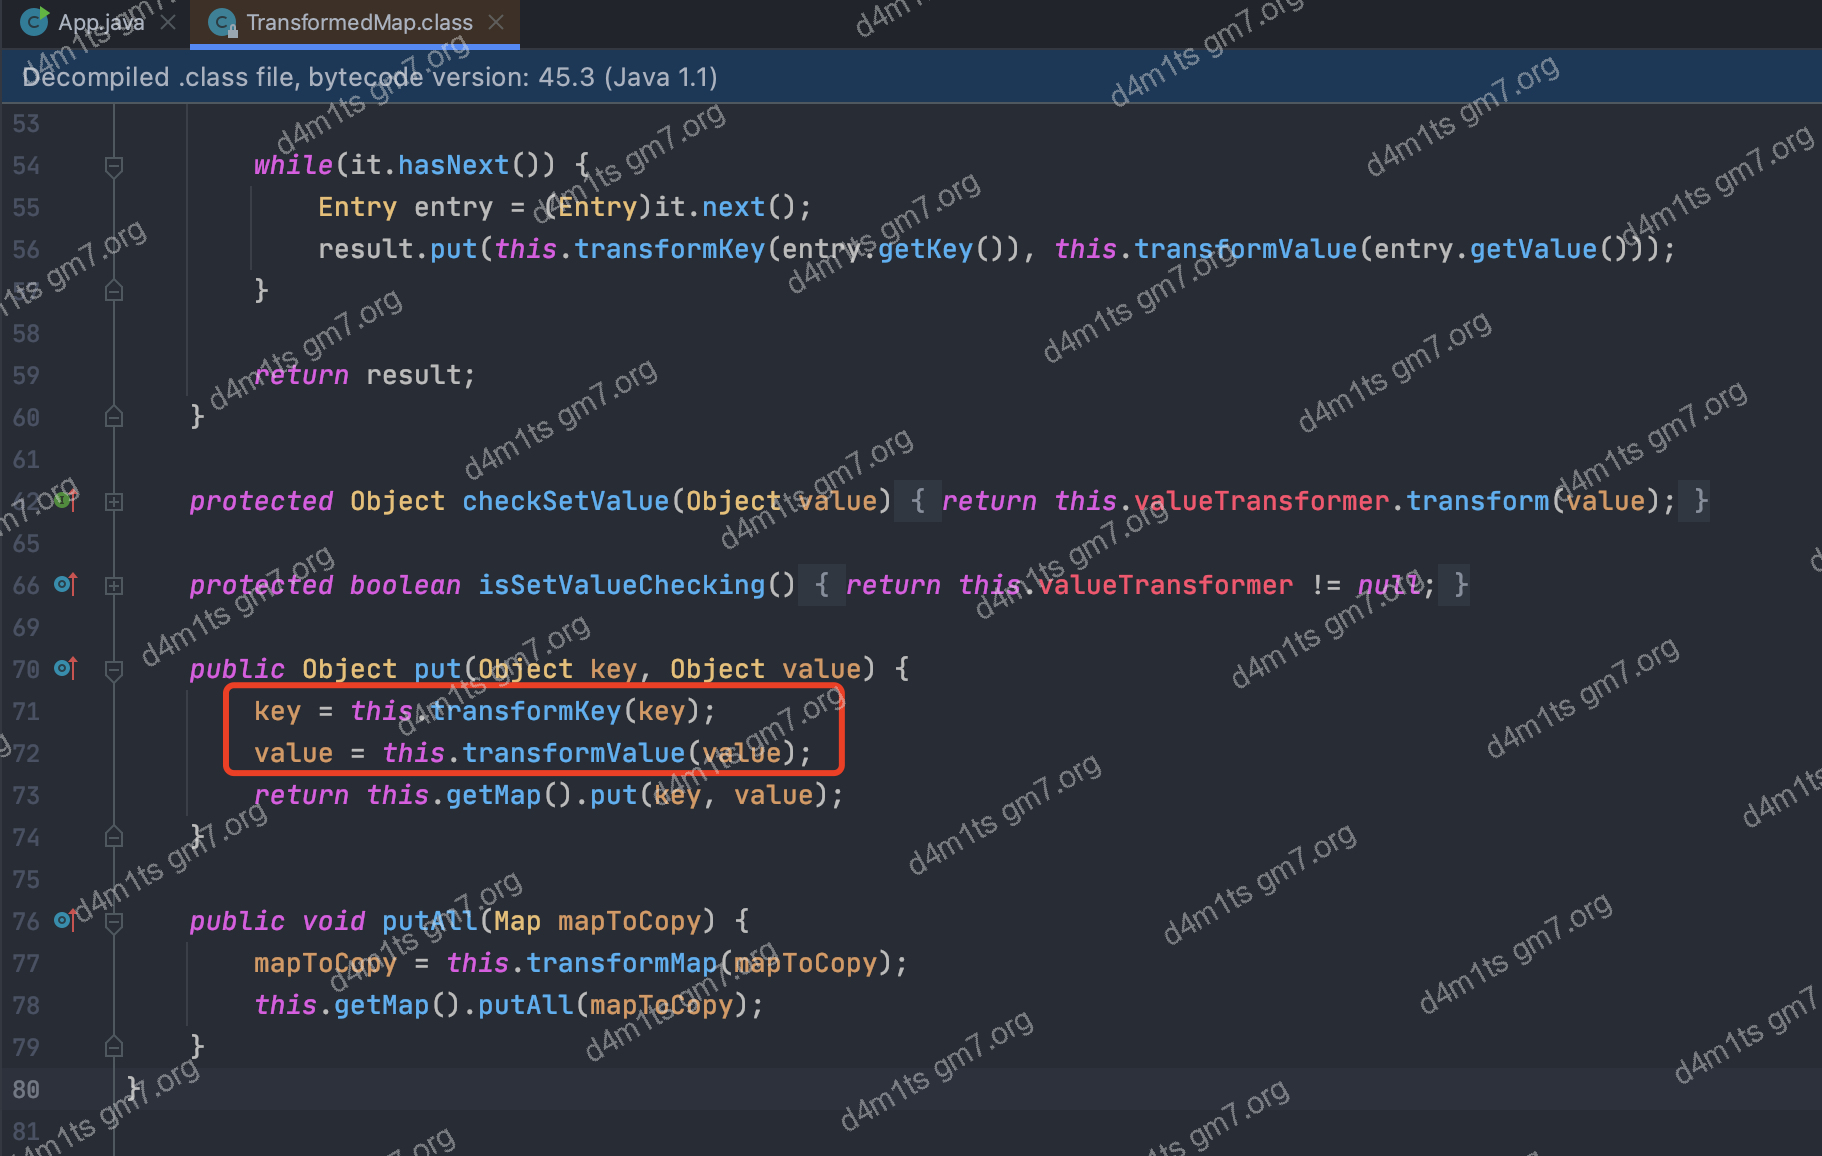 App.java TransformedMap.class
Decompiled .class file, bytecode version: 45.3 (Java 1.1)
53
54 while(it.hasNext()) {
55 Entry entry = (Entry)it.next();
56 result.put(this.transformKey(entry.getKey()), this.transformValue(entry.getValue()));
57 }
58
59 return result;
60 }
61
62 protected Object checkSetValue(Object value) { return this.valueTransformer.transform(value); }
65
66 protected boolean isSetValueChecking() { return this.valueTransformer != null; }
69
70 public Object put(Object key, Object value) {
71 key = this.transformKey(key);
72 value = this.transformValue(value);
73 return this.getMap().put(key, value);
74 }
75
76 public void putAll(Map mapToCopy) {
77 mapToCopy = this.transformMap(mapToCopy);
78 this.getMap().putAll(mapToCopy);
79 }
80 }
81
d4m1ts gm7.org